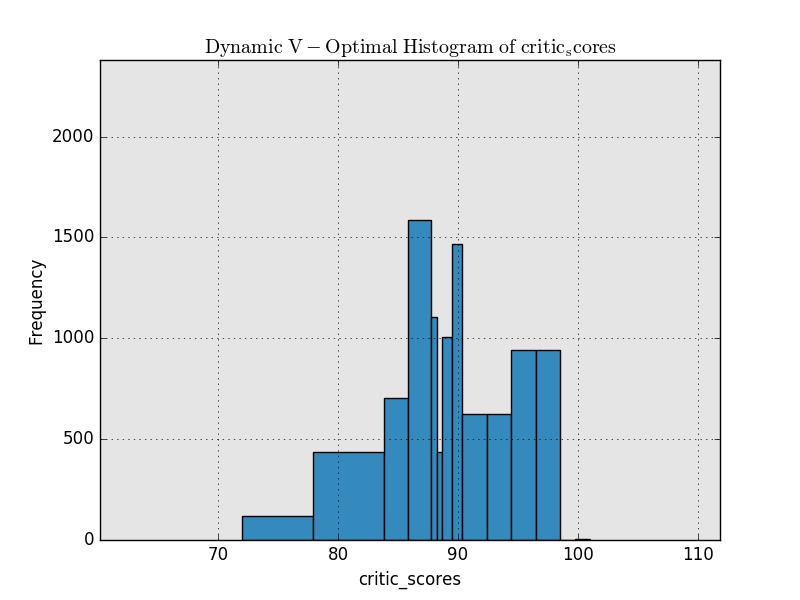 Dynamic V − Optimal Histogram of critic_scores
2000
1500
1000
500
0
Frequency
70 80 90 100 110
critic_scores